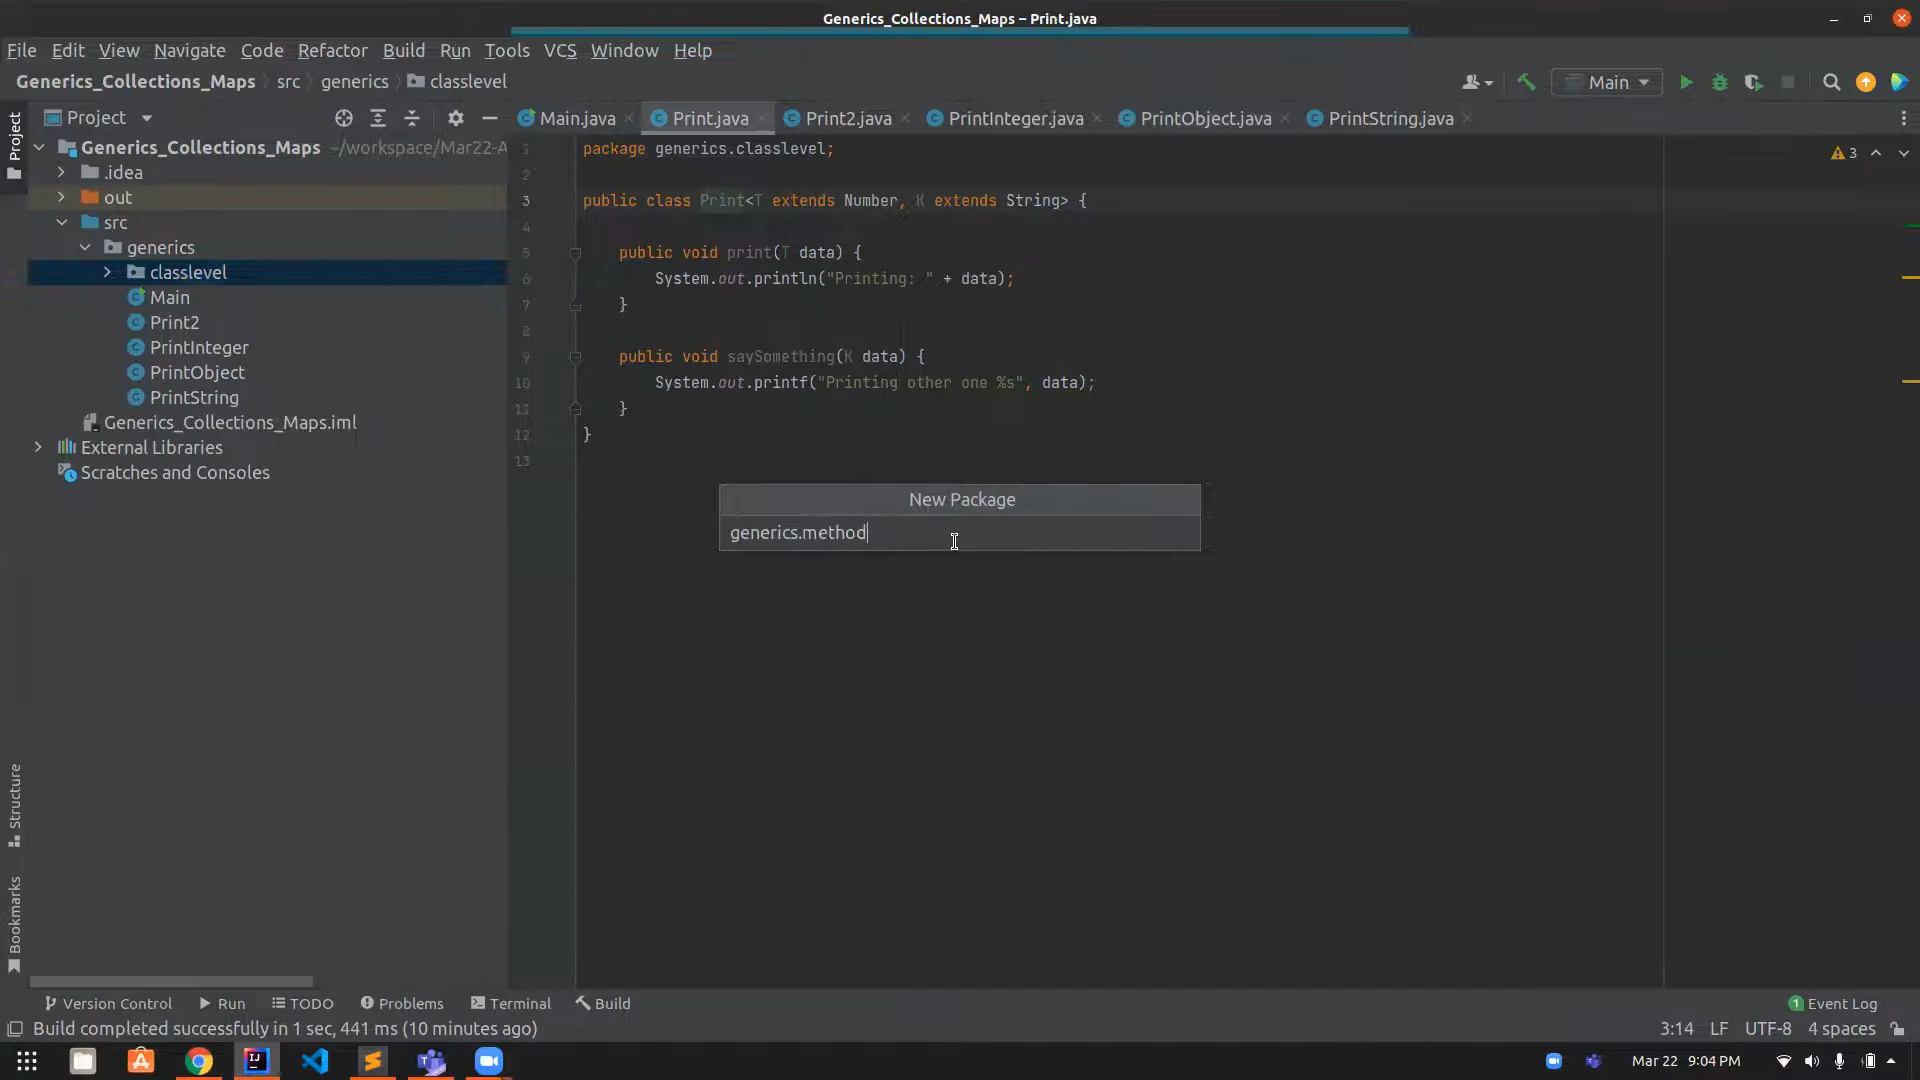 Generics_Collections_Maps – Print.java
File Edit View Navigate Code Refactor Build Run Tools VCS Window Help
Generics_Collections_Maps src generics classlevel
Main
Project
Main.java Print.java Print2.java PrintInteger.java PrintObject.java PrintString.java
Project
Generics_Collections_Maps ~/workspace/Mar22-A
.idea
out
src
generics
classlevel
Main
Print2
PrintInteger
PrintObject
PrintString
Generics_Collections_Maps.iml
External Libraries
Scratches and Consoles
3
1 package generics.classlevel;
2
3 public class Print<T extends Number, K extends String> {
4
5 public void print(T data) {
6 System.out.println("Printing: " + data);
7 }
8
9 public void saySomething(K data) {
10 System.out.printf("Printing other one %s", data);
11 }
12 }
13
New Package
generics.method
Structure
Bookmarks
Version Control Run TODO Problems Terminal Build
1 Event Log
Build completed successfully in 1 sec, 441 ms (10 minutes ago)
3:14 LF UTF-8 4 spaces
IJ
Mar 22 9:04 PM